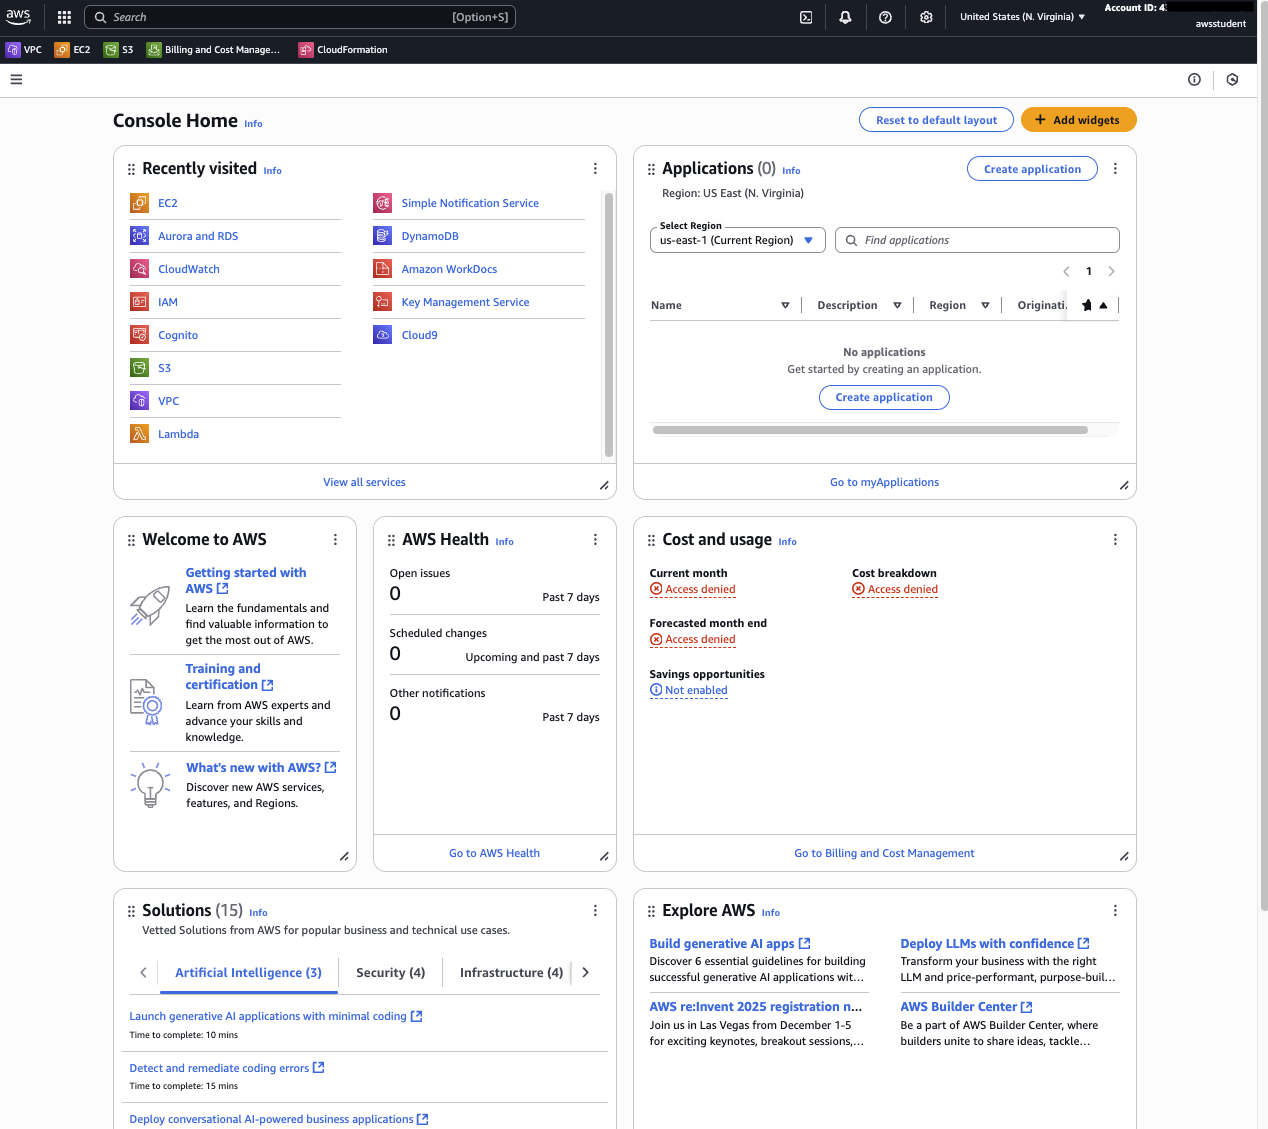 aws
Search
[Option+S]
United States (N. Virginia)
Account ID: 4
awsstudent
VPC
EC2
S3
Billing and Cost Manage...
CloudFormation
Console Home Info
Reset to default layout
Add widgets
Recently visited Info
EC2
Aurora and RDS
CloudWatch
IAM
Cognito
S3
VPC
Lambda
Simple Notification Service
DynamoDB
Amazon WorkDocs
Key Management Service
Cloud9
View all services
Applications (0) Info
Create application
Region: US East (N. Virginia)
Select Region
us-east-1 (Current Region)
Find applications
1
Name
Description
Region
Originati.
No applications
Get started by creating an application.
Create application
Go to myApplications
Welcome to AWS
Getting started with
AWS
Learn the fundamentals and
find valuable information to
get the most out of AWS.
Training and
certification
Learn from AWS experts and
advance your skills and
knowledge.
What's new with AWS?
Discover new AWS services,
features, and Regions.
AWS Health Info
Open issues
0
Past 7 days
Scheduled changes
0
Upcoming and past 7 days
Other notifications
0
Past 7 days
Go to AWS Health
Cost and usage Info
Current month
Access denied
Forecasted month end
Access denied
Savings opportunities
Not enabled
Cost breakdown
Access denied
Go to Billing and Cost Management
Solutions (15) Info
Vetted Solutions from AWS for popular business and technical use cases.
Artificial Intelligence (3)
Security (4)
Infrastructure (4)
Launch generative AI applications with minimal coding
Time to complete: 10 mins
Detect and remediate coding errors
Time to complete: 15 mins
Deploy conversational AI-powered business applications
Explore AWS Info
Build generative AI apps
Discover 6 essential guidelines for building
successful generative AI applications wit...
AWS re:Invent 2025 registration n...
Join us in Las Vegas from December 1-5
for exciting keynotes, breakout sessions,...
Deploy LLMs with confidence
Transform your business with the right
LLM and price-performant, purpose-buil...
AWS Builder Center
Be a part of AWS Builder Center, where
builders unite to share ideas, tackle...